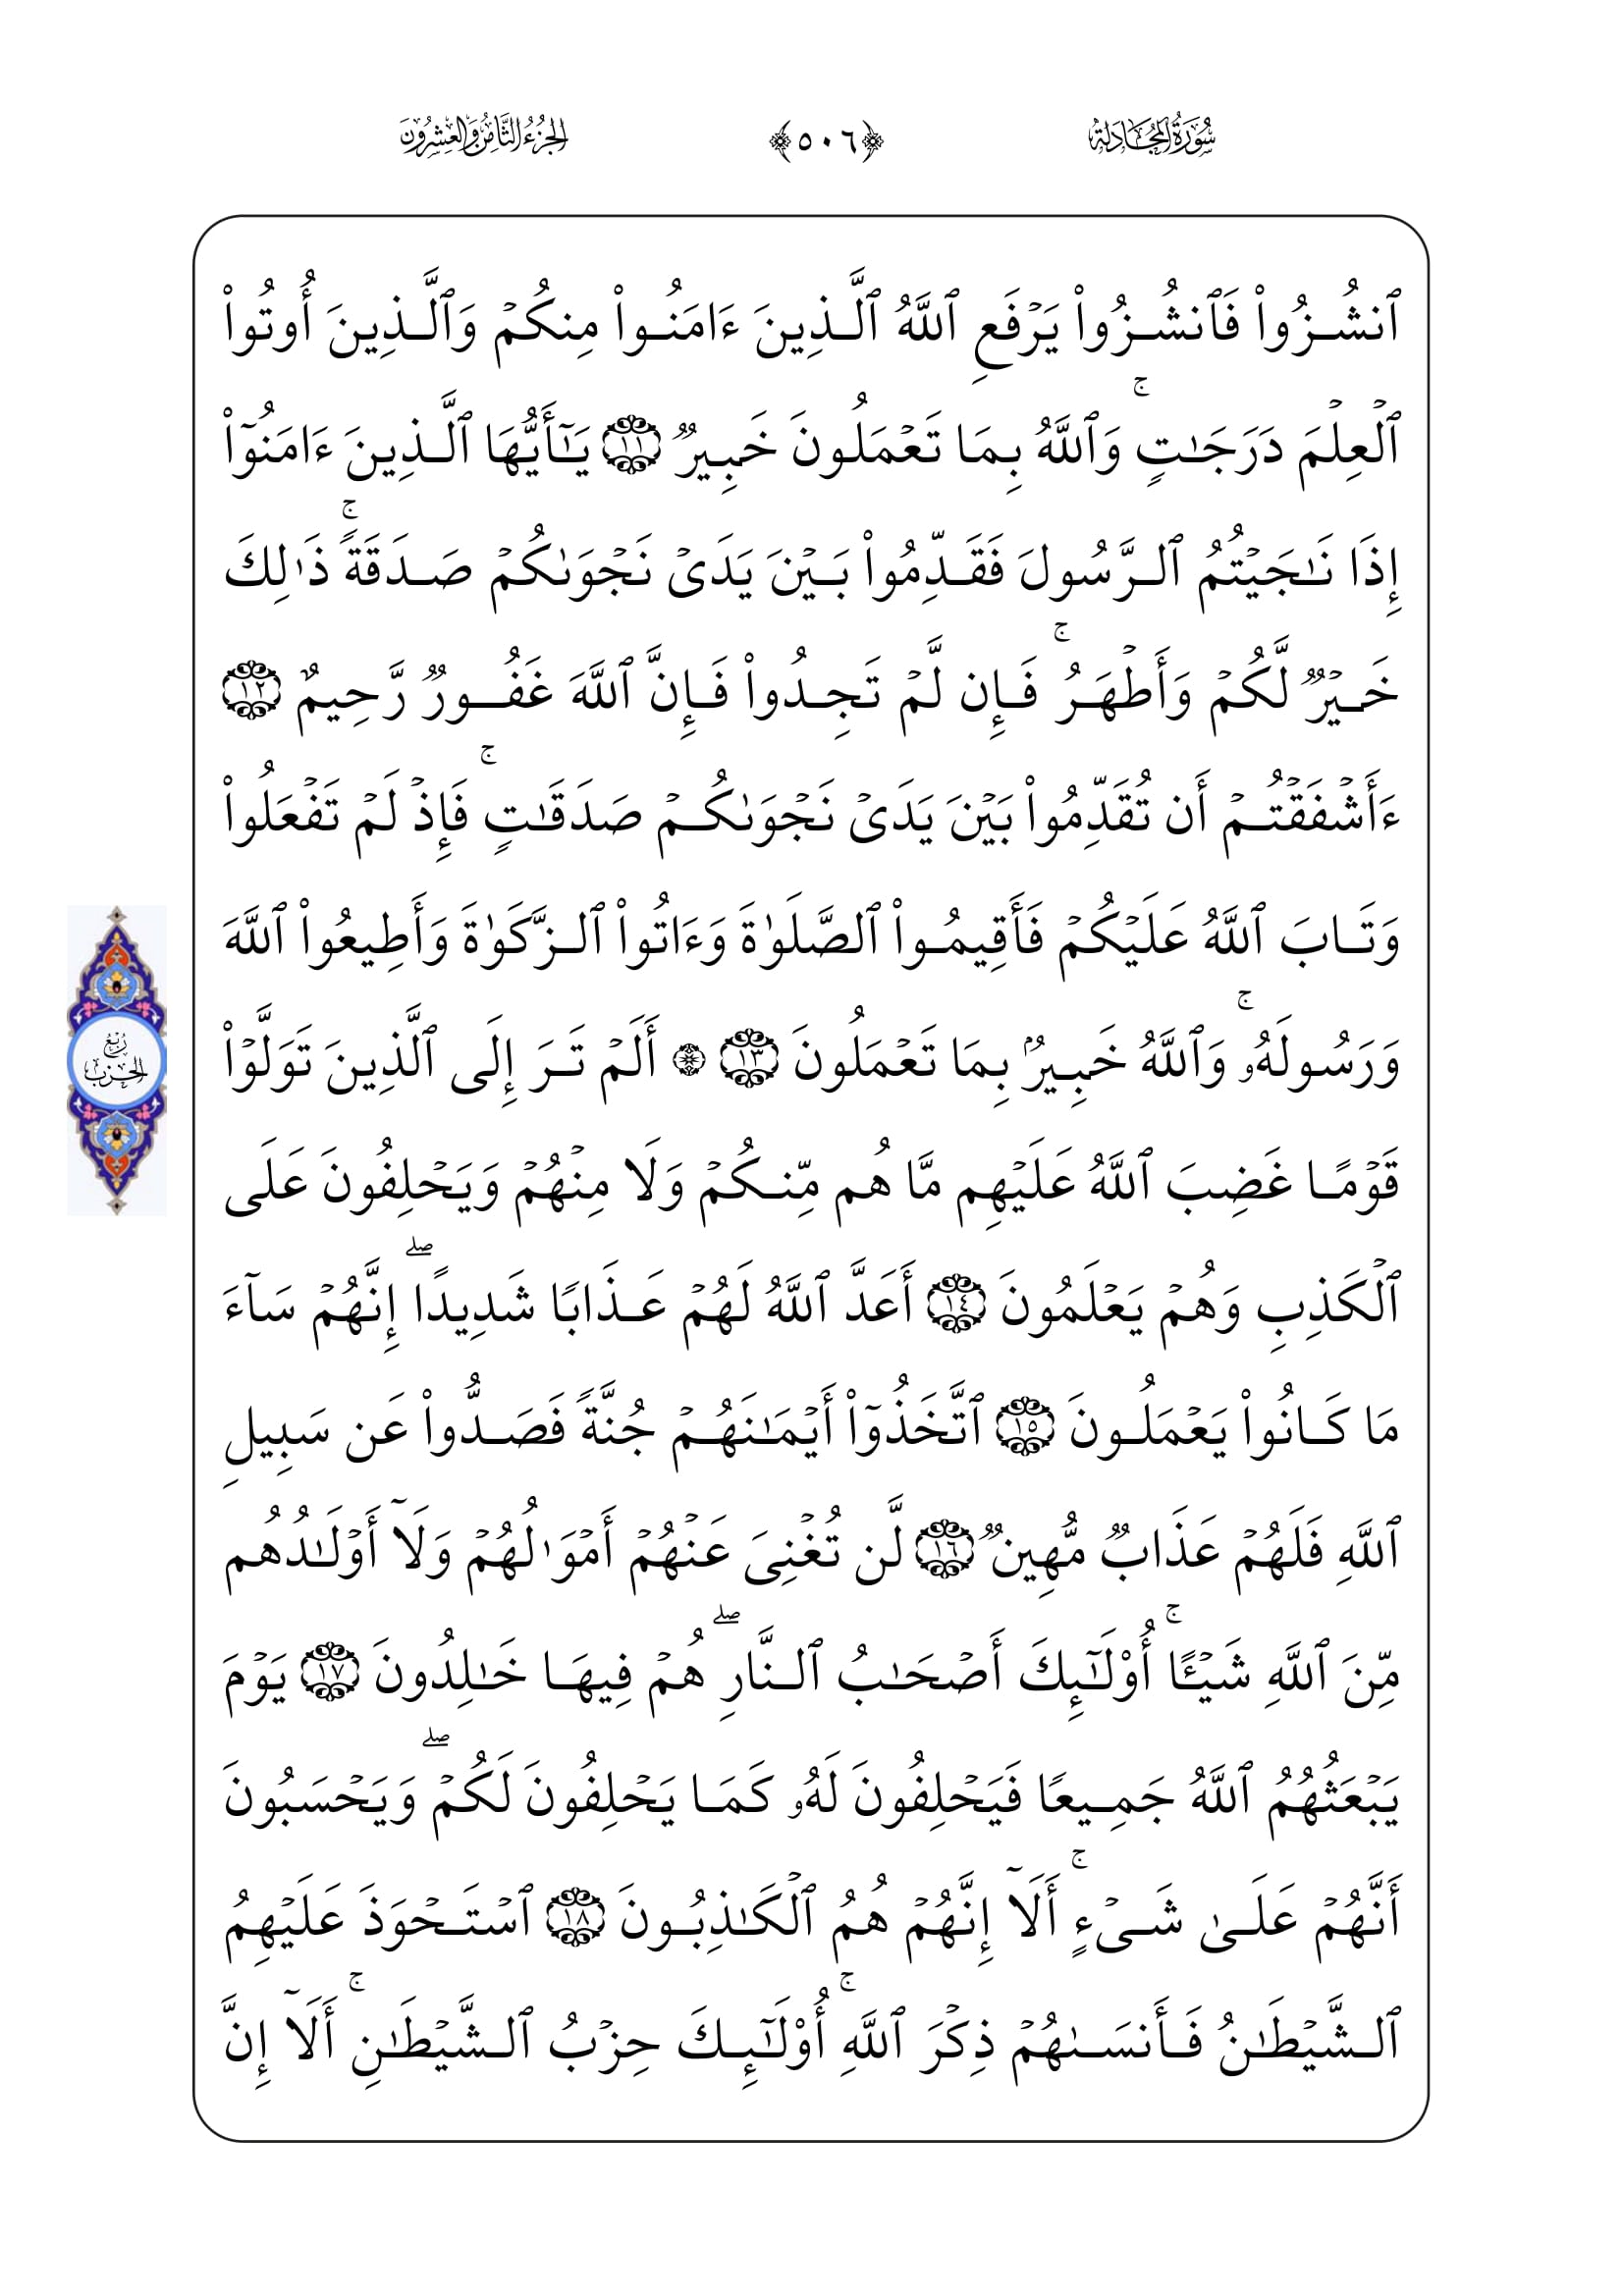 سُورَةُ المُجَادَلَةِ ٥٠٦ الجُزْءُ الثَّامِنُ وَالعِشْرُونَ
ٱنشُزُوا۟ فَٱنشُزُوا۟ يَرۡفَعِ ٱللَّهُ ٱلَّذِينَ ءَامَنُوا۟ مِنكُمۡ وَٱلَّذِينَ أُوتُوا۟
ٱلۡعِلۡمَ دَرَجَـٰتٍۚ وَٱللَّهُ بِمَا تَعۡمَلُونَ خَبِيرٌ ١١ يَـٰٓأَيُّهَا ٱلَّذِينَ ءَامَنُوٓا۟
إِذَا نَـٰجَيۡتُمُ ٱلرَّسُولَ فَقَدِّمُوا۟ بَيۡنَ يَدَىۡ نَجۡوَىٰكُمۡ صَدَقَةًۚ ذَٰلِكَ
خَيۡرٌ لَّكُمۡ وَأَطۡهَرُۚ فَإِن لَّمۡ تَجِدُوا۟ فَإِنَّ ٱللَّهَ غَفُورٌ رَّحِيمٌ ١٢
ءَأَشۡفَقۡتُمۡ أَن تُقَدِّمُوا۟ بَيۡنَ يَدَىۡ نَجۡوَىٰكُمۡ صَدَقَـٰتٍۚ فَإِذۡ لَمۡ تَفۡعَلُوا۟
وَتَابَ ٱللَّهُ عَلَيۡكُمۡ فَأَقِيمُوا۟ ٱلصَّلَوٰةَ وَءَاتُوا۟ ٱلزَّكَوٰةَ وَأَطِيعُوا۟ ٱللَّهَ
وَرَسُولَهُۥۚ وَٱللَّهُ خَبِيرُۢ بِمَا تَعۡمَلُونَ ١٣ ۞ أَلَمۡ تَرَ إِلَى ٱلَّذِينَ تَوَلَّوۡا۟
رُبْعُ الحِزْبِ
قَوۡمًا غَضِبَ ٱللَّهُ عَلَيۡهِم مَّا هُم مِّنكُمۡ وَلَا مِنۡهُمۡ وَيَحۡلِفُونَ عَلَى
ٱلۡكَذِبِ وَهُمۡ يَعۡلَمُونَ ١٤ أَعَدَّ ٱللَّهُ لَهُمۡ عَذَابًا شَدِيدًاۖ إِنَّهُمۡ سَآءَ
مَا كَانُوا۟ يَعۡمَلُونَ ١٥ ٱتَّخَذُوٓا۟ أَيۡمَـٰنَهُمۡ جُنَّةً فَصَدُّوا۟ عَن سَبِيلِ
ٱللَّهِ فَلَهُمۡ عَذَابٌ مُّهِينٌ ١٦ لَّن تُغۡنِىَ عَنۡهُمۡ أَمۡوَٰلُهُمۡ وَلَآ أَوۡلَـٰدُهُم
مِّنَ ٱللَّهِ شَيۡـًٔاۚ أُو۟لَـٰٓئِكَ أَصۡحَـٰبُ ٱلنَّارِۖ هُمۡ فِيهَا خَـٰلِدُونَ ١٧ يَوۡمَ
يَبۡعَثُهُمُ ٱللَّهُ جَمِيعًا فَيَحۡلِفُونَ لَهُۥ كَمَا يَحۡلِفُونَ لَكُمۡۖ وَيَحۡسَبُونَ
أَنَّهُمۡ عَلَىٰ شَىۡءٍۚ أَلَآ إِنَّهُمۡ هُمُ ٱلۡكَـٰذِبُونَ ١٨ ٱسۡتَحۡوَذَ عَلَيۡهِمُ
ٱلشَّيۡطَـٰنُ فَأَنسَىٰهُمۡ ذِكۡرَ ٱللَّهِۚ أُو۟لَـٰٓئِكَ حِزۡبُ ٱلشَّيۡطَـٰنِۚ أَلَآ إِنَّ